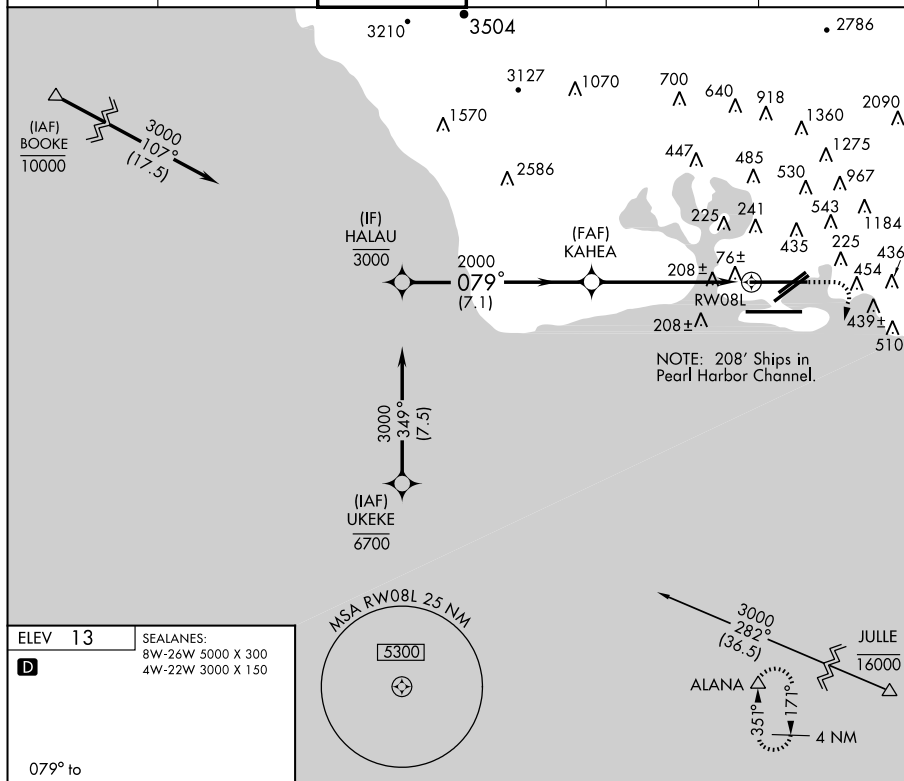 3210
3504
2786
3127
1070
700
640
918
2090
1570
1360
(IAF)
BOOKE
10000
3000
107°
(17.5)
447
485
1275
2586
530
967
(IF)
HALAU
3000
(FAF)
KAHEA
225
241
435
543
1184
225
436
2000
079°
(7.1)
208±
76±
RW08L
454
208±
439±
510
NOTE: 208' Ships in
Pearl Harbor Channel.
3000
349°
(7.5)
(IAF)
UKEKE
6700
MSA RW08L 25 NM
5300
3000
282°
(36.5)
JULLE
16000
ALANA
351°
171°
4 NM
ELEV 13
D
SEALANES:
8W-26W 5000 X 300
4W-22W 3000 X 150
079° to